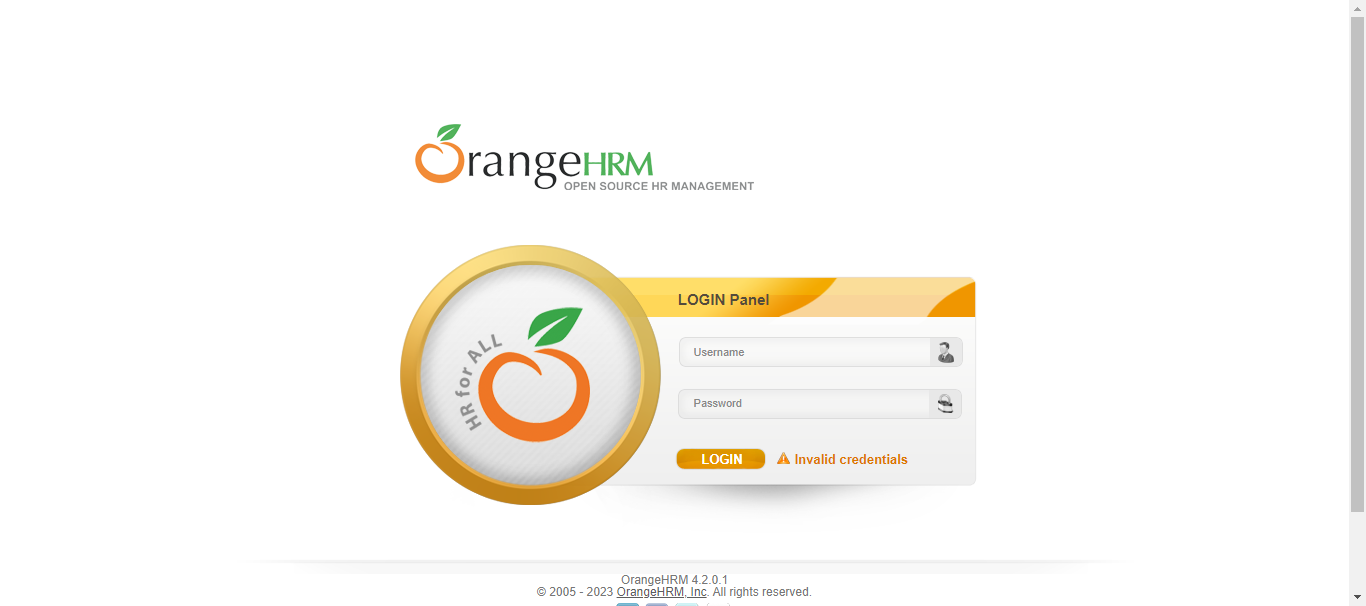 OrangeHRM
OPEN SOURCE HR MANAGEMENT
HR for ALL
LOGIN Panel
Username
Password
LOGIN
Invalid credentials
OrangeHRM 4.2.0.1
© 2005 - 2023 OrangeHRM, Inc. All rights reserved.